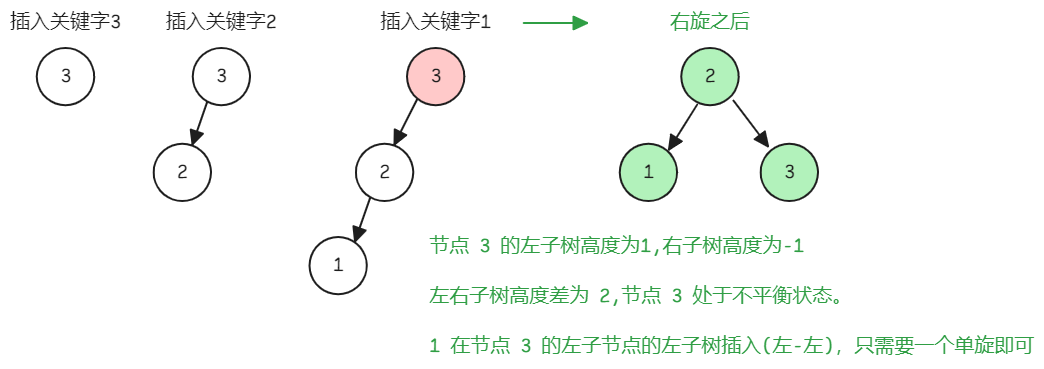 插入关键字3
插入关键字2
插入关键字1
右旋之后
3
3
3
2
2
2
1
3
1
节点 3 的左子树高度为1,右子树高度为-1
左右子树高度差为 2,节点 3 处于不平衡状态。
1 在节点 3 的左子节点的左子树插入(左-左)，只需要一个单旋即可